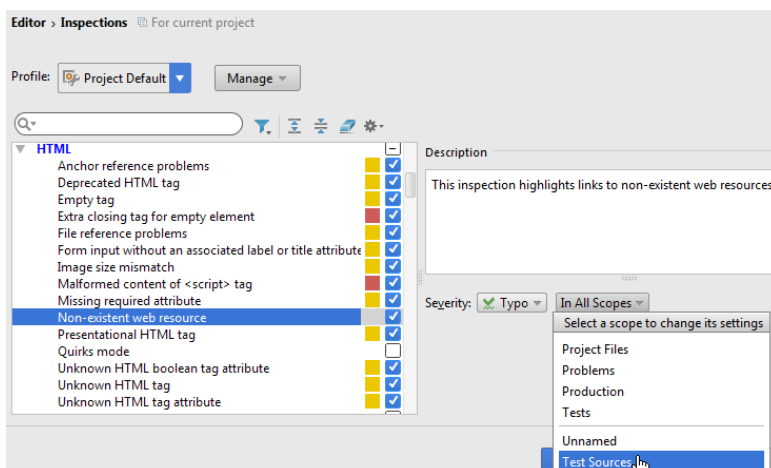 Editor › Inspections For current project
Profile: Project Default Manage
HTML
Anchor reference problems
Deprecated HTML tag
Empty tag
Extra closing tag for empty element
File reference problems
Form input without an associated label or title attribute
Image size mismatch
Malformed content of <script> tag
Missing required attribute
Non-existent web resource
Presentational HTML tag
Quirks mode
Unknown HTML boolean tag attribute
Unknown HTML tag
Unknown HTML tag attribute
Description
This inspection highlights links to non-existent web resources
Severity: Typo In All Scopes
Select a scope to change its settings
Project Files
Problems
Production
Tests
Unnamed
Test Sources